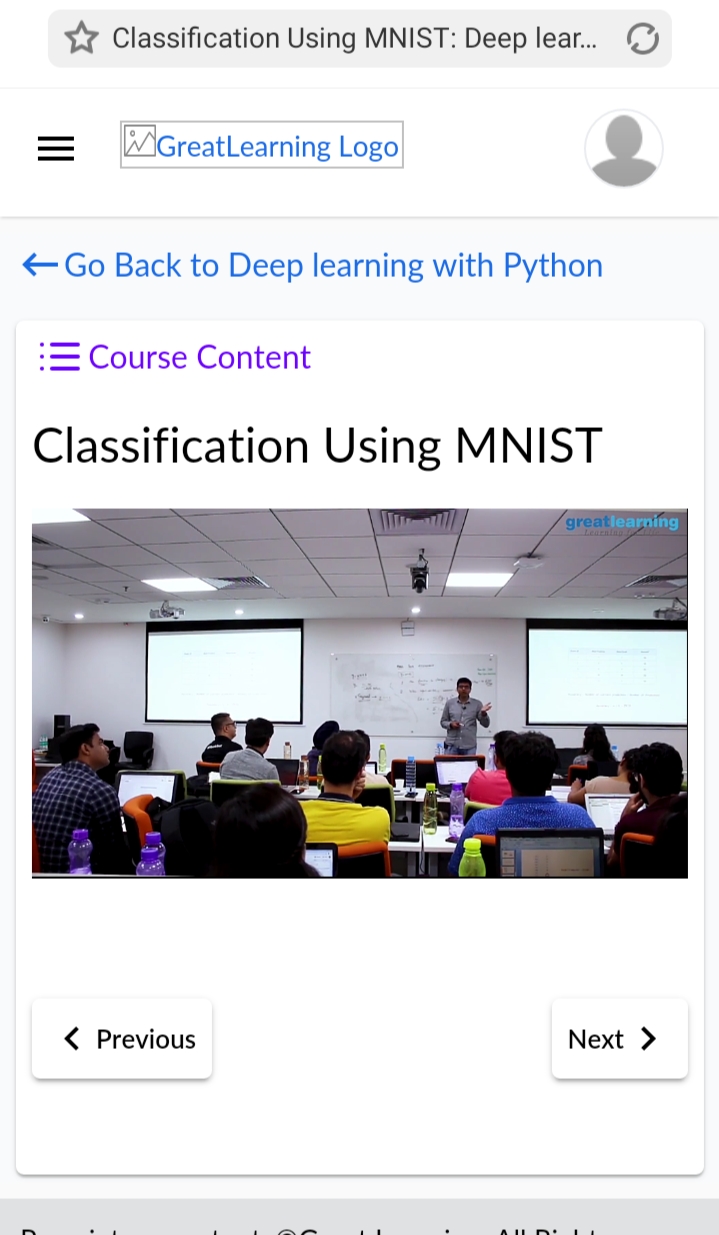 Classification Using MNIST: Deep lear...
GreatLearning Logo
Go Back to Deep learning with Python
Course Content
Classification Using MNIST
greatlearning
Previous
Next